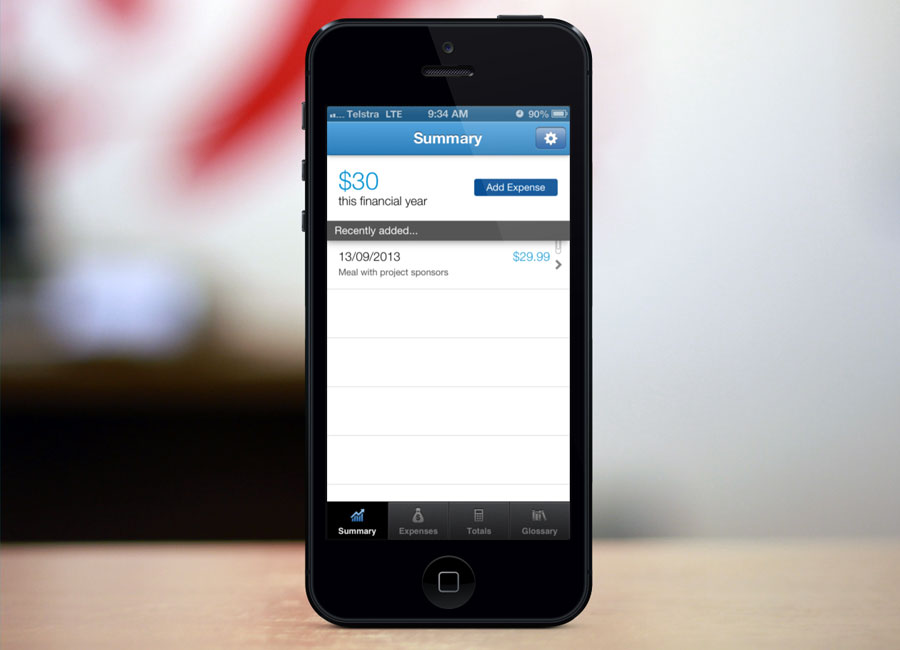 Telstra LTE 9:34 AM 90%
Summary
$30
this financial year
Add Expense
Recently added...
13/09/2013 $29.99
Meal with project sponsors
Summary Expenses Totals Glossary